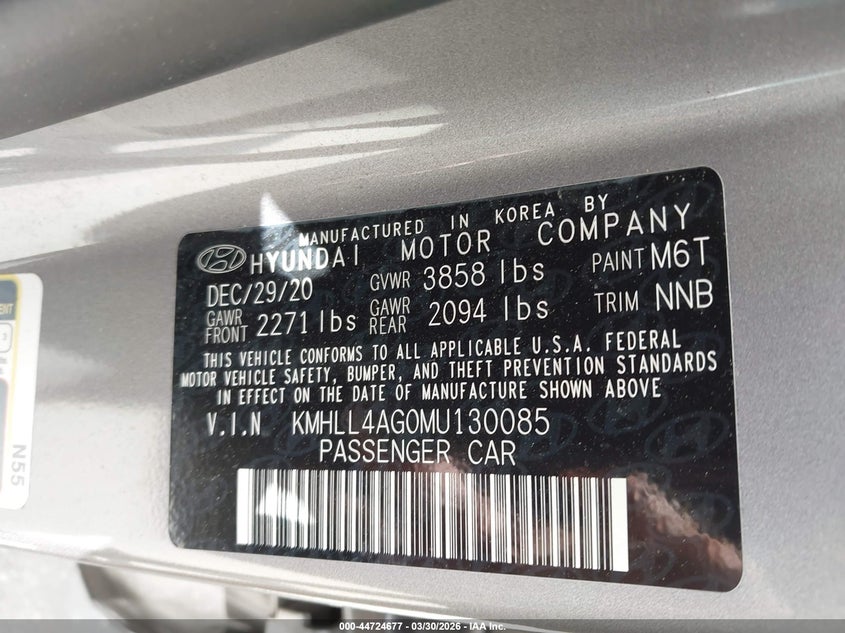 MANUFACTURED IN KOREA BY
HYUNDAI MOTOR COMPANY
DEC/29/20 GVWR 3858 lbs PAINT M6T
GAWR FRONT 2271 lbs GAWR REAR 2094 lbs TRIM NNB
THIS VEHICLE CONFORMS TO ALL APPLICABLE U.S.A. FEDERAL
MOTOR VEHICLE SAFETY, BUMPER, AND THEFT PREVENTION STANDARDS
IN EFFECT ON THE DATE OF MANUFACTURE SHOWN ABOVE
V.I.N KMHLL4AG0MU130085
PASSENGER CAR
N55
000-44724677 - 03/30/2026 - IAA Inc.